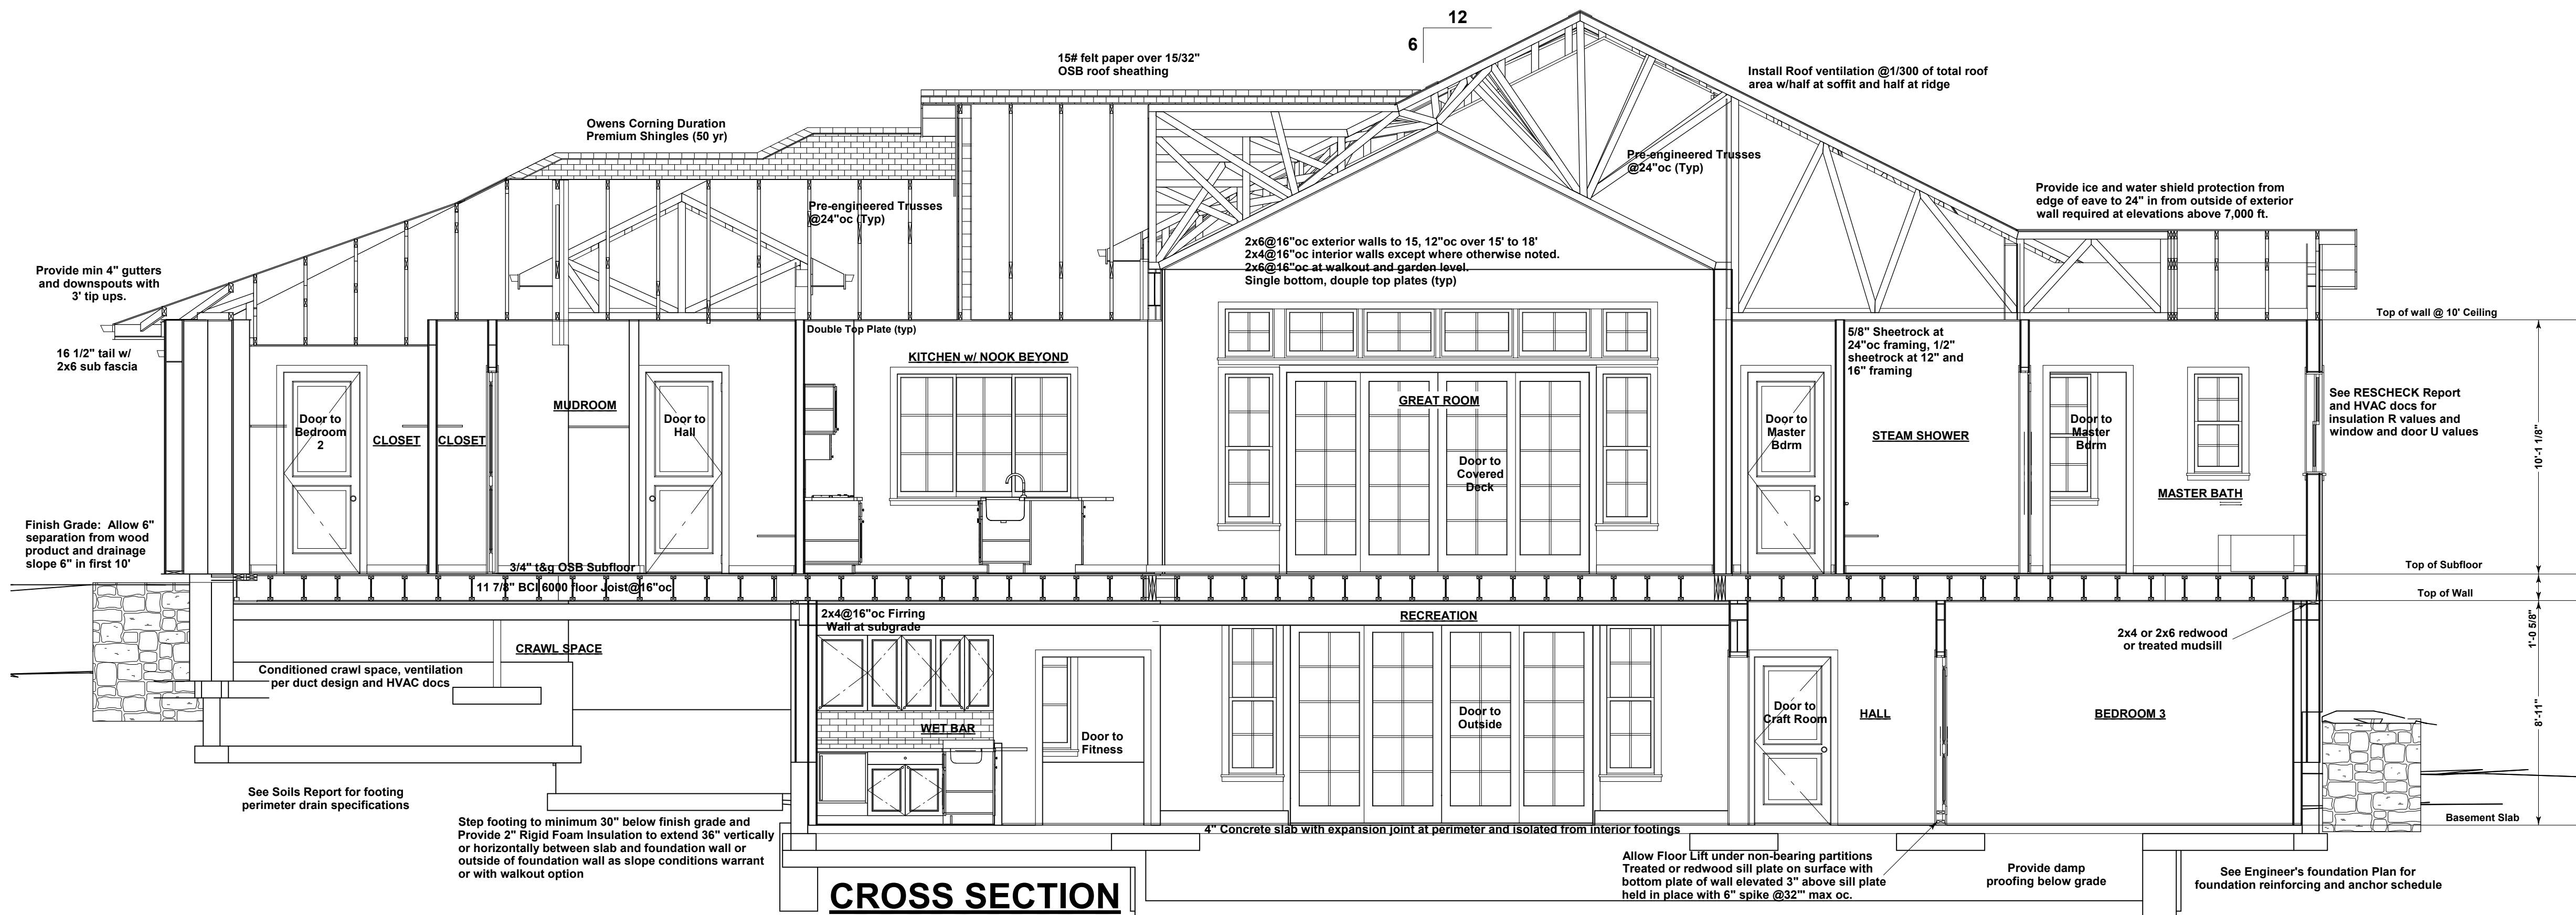 12
6
15# felt paper over 15/32"
OSB roof sheathing
Install Roof ventilation @1/300 of total roof
area w/half at soffit and half at ridge
Owens Corning Duration
Premium Shingles (50 yr)
Pre-engineered Trusses
@24"oc (Typ)
Pre-engineered Trusses
@24"oc (Typ)
Provide ice and water shield protection from
edge of eave to 24" in from outside of exterior
wall required at elevations above 7,000 ft.
2x6@16"oc exterior walls to 15, 12"oc over 15' to 18'
2x4@16"oc interior walls except where otherwise noted.
2x6@16"oc at walkout and garden level.
Single bottom, douple top plates (typ)
Provide min 4" gutters
and downspouts with
3' tip ups.
16 1/2" tail w/
2x6 sub fascia
Double Top Plate (typ)
Top of wall @ 10' Ceiling
5/8" Sheetrock at
24"oc framing, 1/2"
sheetrock at 12" and
16" framing
KITCHEN w/ NOOK BEYOND
MUDROOM
GREAT ROOM
See RESCHECK Report
and HVAC docs for
insulation R values and
window and door U values
Door to
Bedroom
2
CLOSET
CLOSET
Door to
Hall
Door to
Covered
Deck
Door to
Master
Bdrm
STEAM SHOWER
Door to
Master
Bdrm
MASTER BATH
10'-1 1/8"
Finish Grade: Allow 6"
separation from wood
product and drainage
slope 6" in first 10'
3/4" t&g OSB Subfloor
11 7/8" BCI 6000 floor Joist@16"oc
Top of Subfloor
Top of Wall
1'-0 5/8"
2x4@16"oc Firring
Wall at subgrade
RECREATION
2x4 or 2x6 redwood
or treated mudsill
CRAWL SPACE
Conditioned crawl space, ventilation
per duct design and HVAC docs
WET BAR
Door to
Fitness
Door to
Outside
Door to
Craft Room
HALL
BEDROOM 3
8'-11"
See Soils Report for footing
perimeter drain specifications
Step footing to minimum 30" below finish grade and
Provide 2" Rigid Foam Insulation to extend 36" vertically
or horizontally between slab and foundation wall or
outside of foundation wall as slope conditions warrant
or with walkout option
4" Concrete slab with expansion joint at perimeter and isolated from interior footings
Basement Slab
Allow Floor Lift under non-bearing partitions
Treated or redwood sill plate on surface with
bottom plate of wall elevated 3" above sill plate
held in place with 6" spike @32"' max oc.
Provide damp
proofing below grade
See Engineer's foundation Plan for
foundation reinforcing and anchor schedule
CROSS SECTION